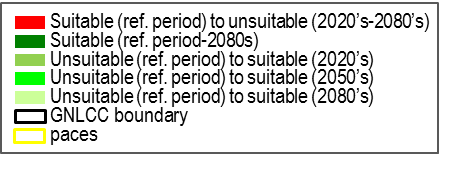 Suitable (ref. period) to unsuitable (2020's-2080's)
Suitable (ref. period-2080s)
Unsuitable (ref. period) to suitable (2020's)
Unsuitable (ref. period) to suitable (2050's)
Unsuitable (ref. period) to suitable (2080's)
GNLCC boundary
paces